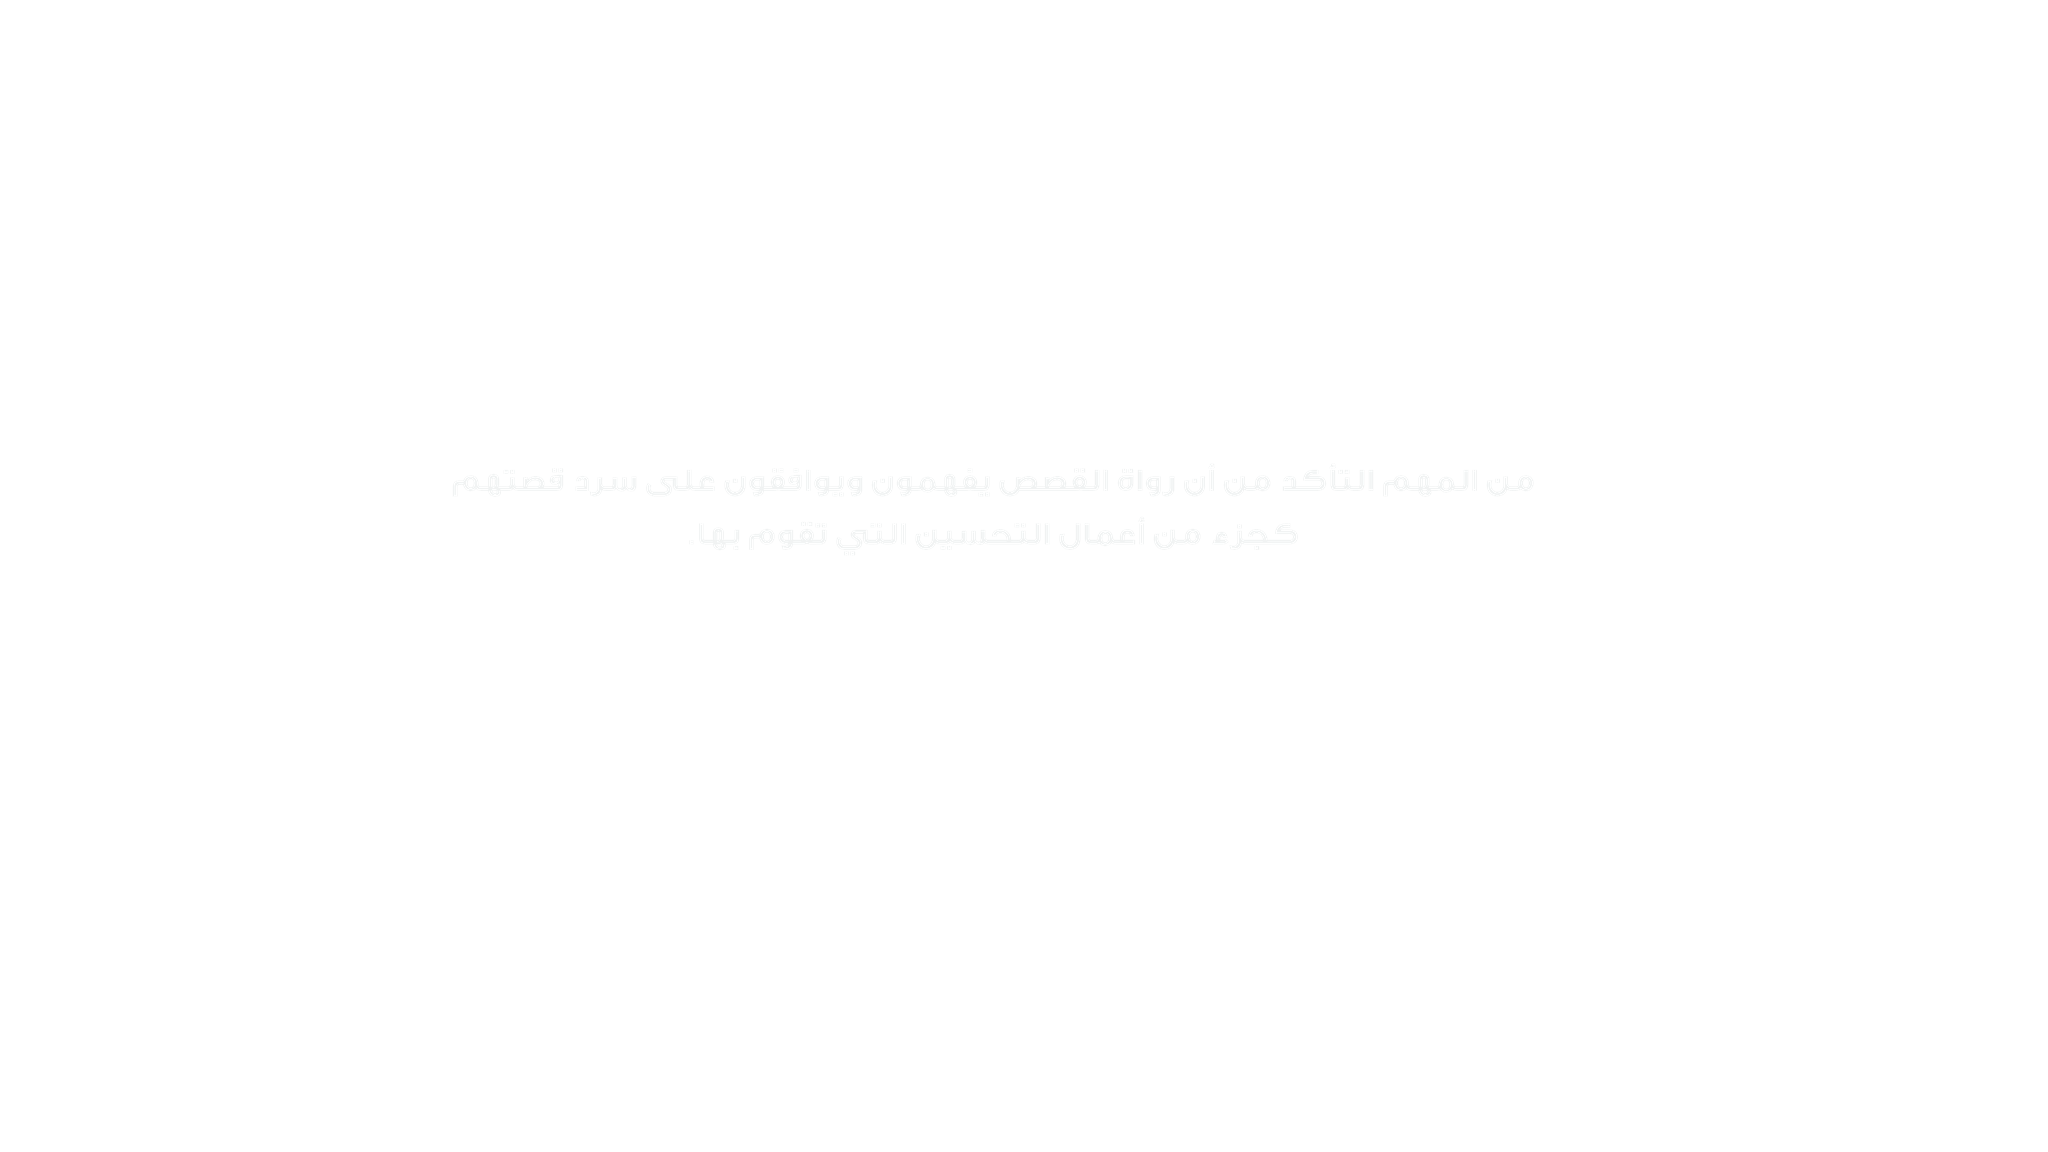 من المهم التأكد من أن رواة القصص يفهمون ويوافقون على سرد قصتهم
كجزء من أعمال التحسين التي تقوم بها.